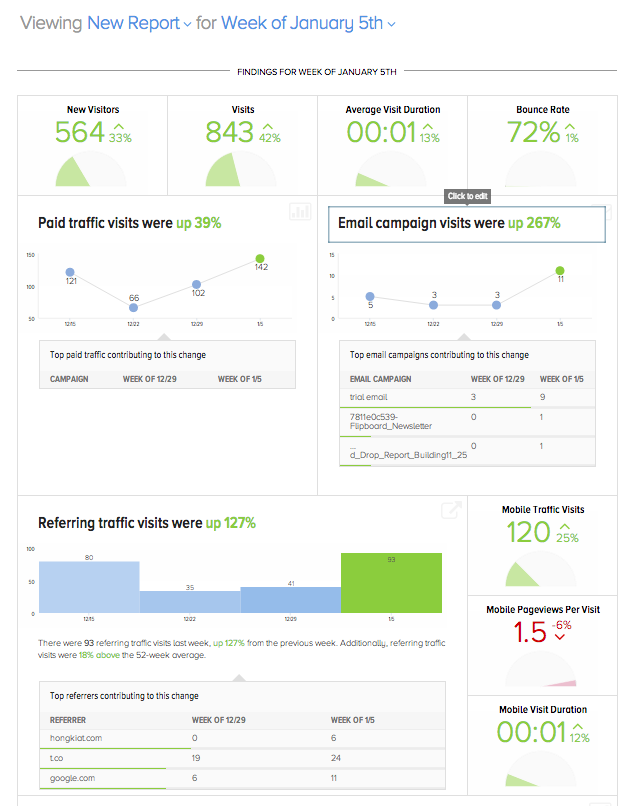 Viewing New Report for Week of January 5th
FINDINGS FOR WEEK OF JANUARY 5TH
New Visitors
564 33%
Visits
843 42%
Average Visit Duration
00:01 13%
Bounce Rate
72% 1%
Click to edit
Paid traffic visits were up 39%
150
100
50
121
66
102
142
12/15
12/22
12/29
1/5
Top paid traffic contributing to this change
CAMPAIGN WEEK OF 12/29 WEEK OF 1/5
Email campaign visits were up 267%
15
10
5
0
5
3
3
11
12/15
12/22
12/29
1/5
Top email campaigns contributing to this change
EMAIL CAMPAIGN WEEK OF 12/29 WEEK OF 1/5
trial email 3 9
7811e0c539-
Flipboard_Newsletter 0 1
_
d_Drop_Report_Building11_25 0 1
Referring traffic visits were up 127%
100
50
0
80
35
41
93
12/15
12/22
12/29
1/5
There were 93 referring traffic visits last week, up 127% from the previous week. Additionally, referring traffic
visits were 18% above the 52-week average.
Top referrers contributing to this change
REFERRER WEEK OF 12/29 WEEK OF 1/5
hongkiat.com 0 6
t.co 19 24
google.com 6 11
Mobile Traffic Visits
120 25%
Mobile Pageviews Per Visit
1.5 -6%
Mobile Visit Duration
00:01 12%